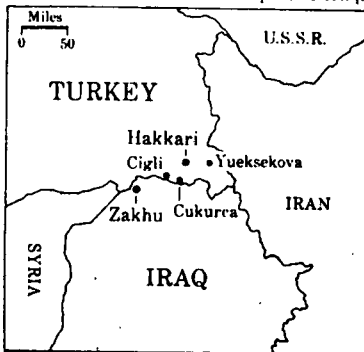 Miles
0 50
U.S.S.R.
TURKEY
Hakkari
Cigli
Yueksekova
Zakhu
Cukurca
IRAN
SYRIA
IRAQ